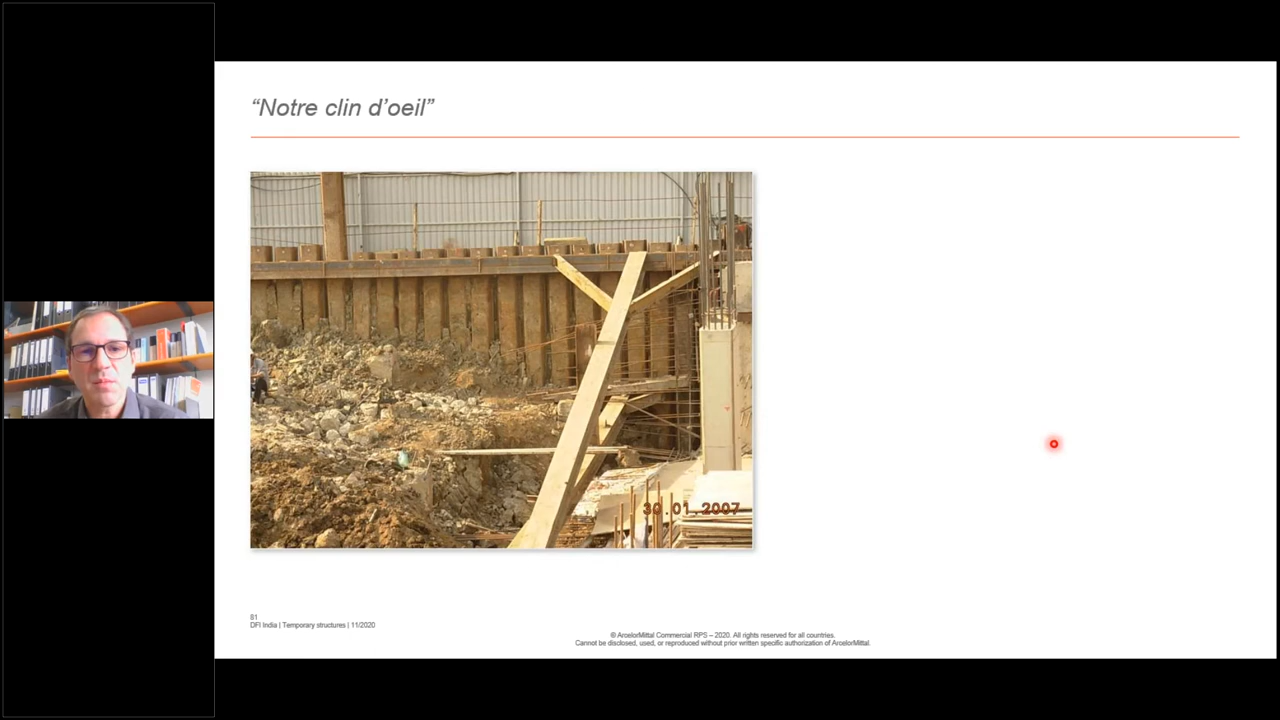 “Notre clin d’oeil”
30.01.2007
81
DFI India | Temporary structures | 11/2020
© ArcelorMittal Commercial RPS – 2020. All rights reserved for all countries.
Cannot be disclosed, used, or reproduced without prior written specific authorization of ArcelorMittal.